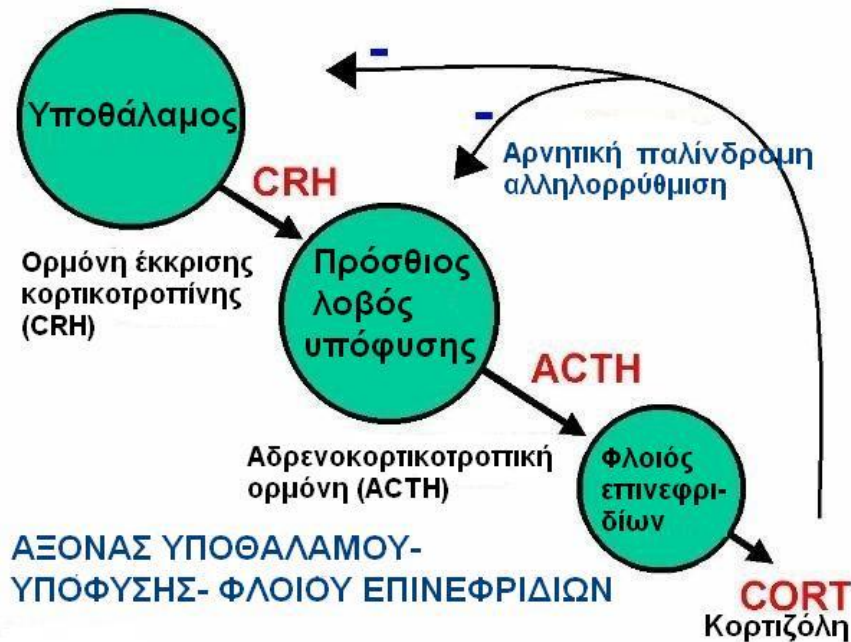 -
-
Υποθάλαμος
Αρνητική παλίνδρομη
αλληλορρύθμιση
CRH
Ορμόνη έκκρισης
κορτικοτροπίνης
(CRH)
Πρόσθιος
λοβός
υπόφυσης
ACTH
Αδρενοκορτικοτροπική
ορμόνη (ACTH)
Φλοιός
επινεφρι-
δίων
ΑΞΟΝΑΣ ΥΠΟΘΑΛΑΜΟΥ-
ΥΠΟΦΥΣΗΣ- ΦΛΟΙΟΥ ΕΠΙΝΕΦΡΙΔΙΩΝ
CORT
Κορτιζόλη